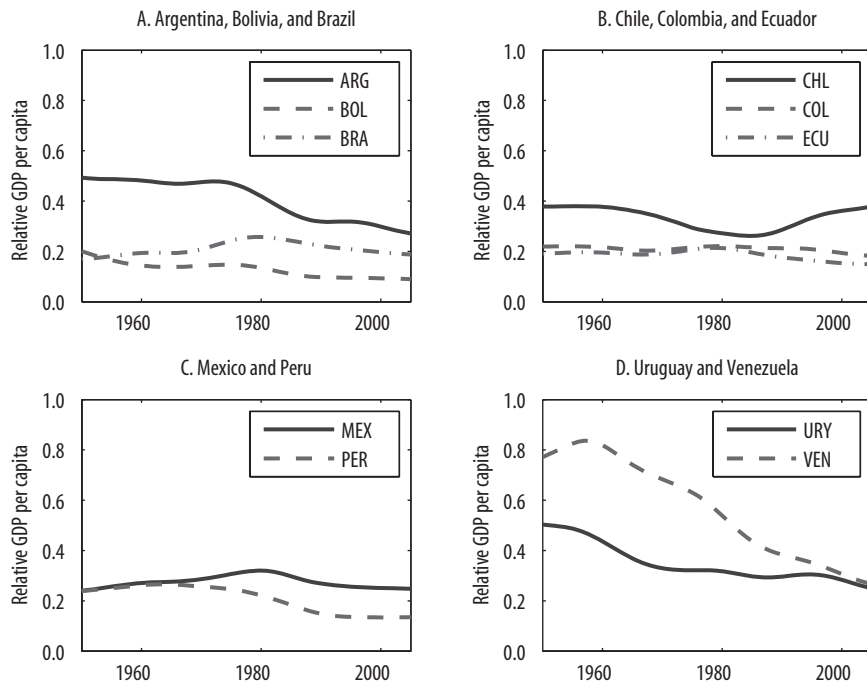 A. Argentina, Bolivia, and Brazil
Relative GDP per capita
1.0
0.8
0.6
0.4
0.2
0.0
ARG
BOL
BRA
1960
1980
2000
B. Chile, Colombia, and Ecuador
Relative GDP per capita
1.0
0.8
0.6
0.4
0.2
0.0
CHL
COL
ECU
1960
1980
2000
C. Mexico and Peru
Relative GDP per capita
1.0
0.8
0.6
0.4
0.2
0.0
MEX
PER
1960
1980
2000
D. Uruguay and Venezuela
Relative GDP per capita
1.0
0.8
0.6
0.4
0.2
0.0
URY
VEN
1960
1980
2000